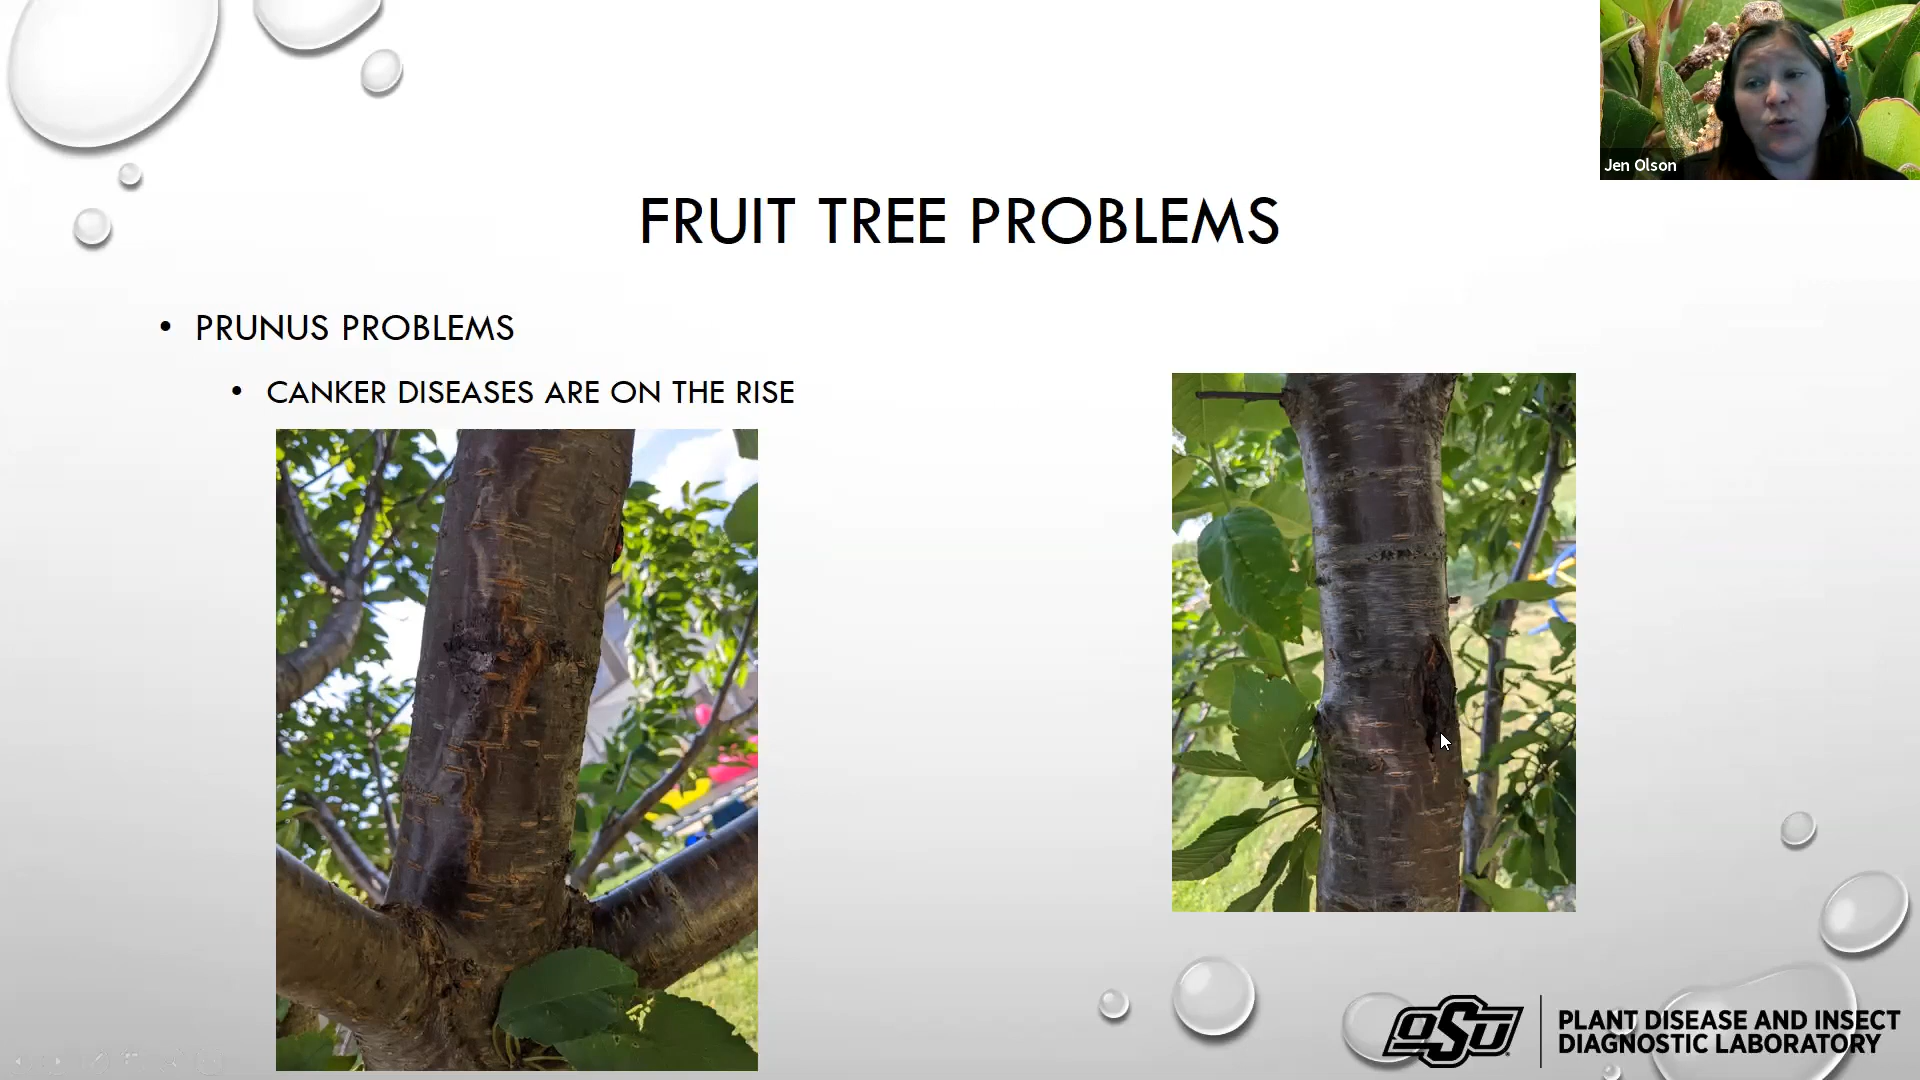 Jen Olson
FRUIT TREE PROBLEMS
• PRUNUS PROBLEMS
• CANKER DISEASES ARE ON THE RISE
OSU
PLANT DISEASE AND INSECT
DIAGNOSTIC LABORATORY